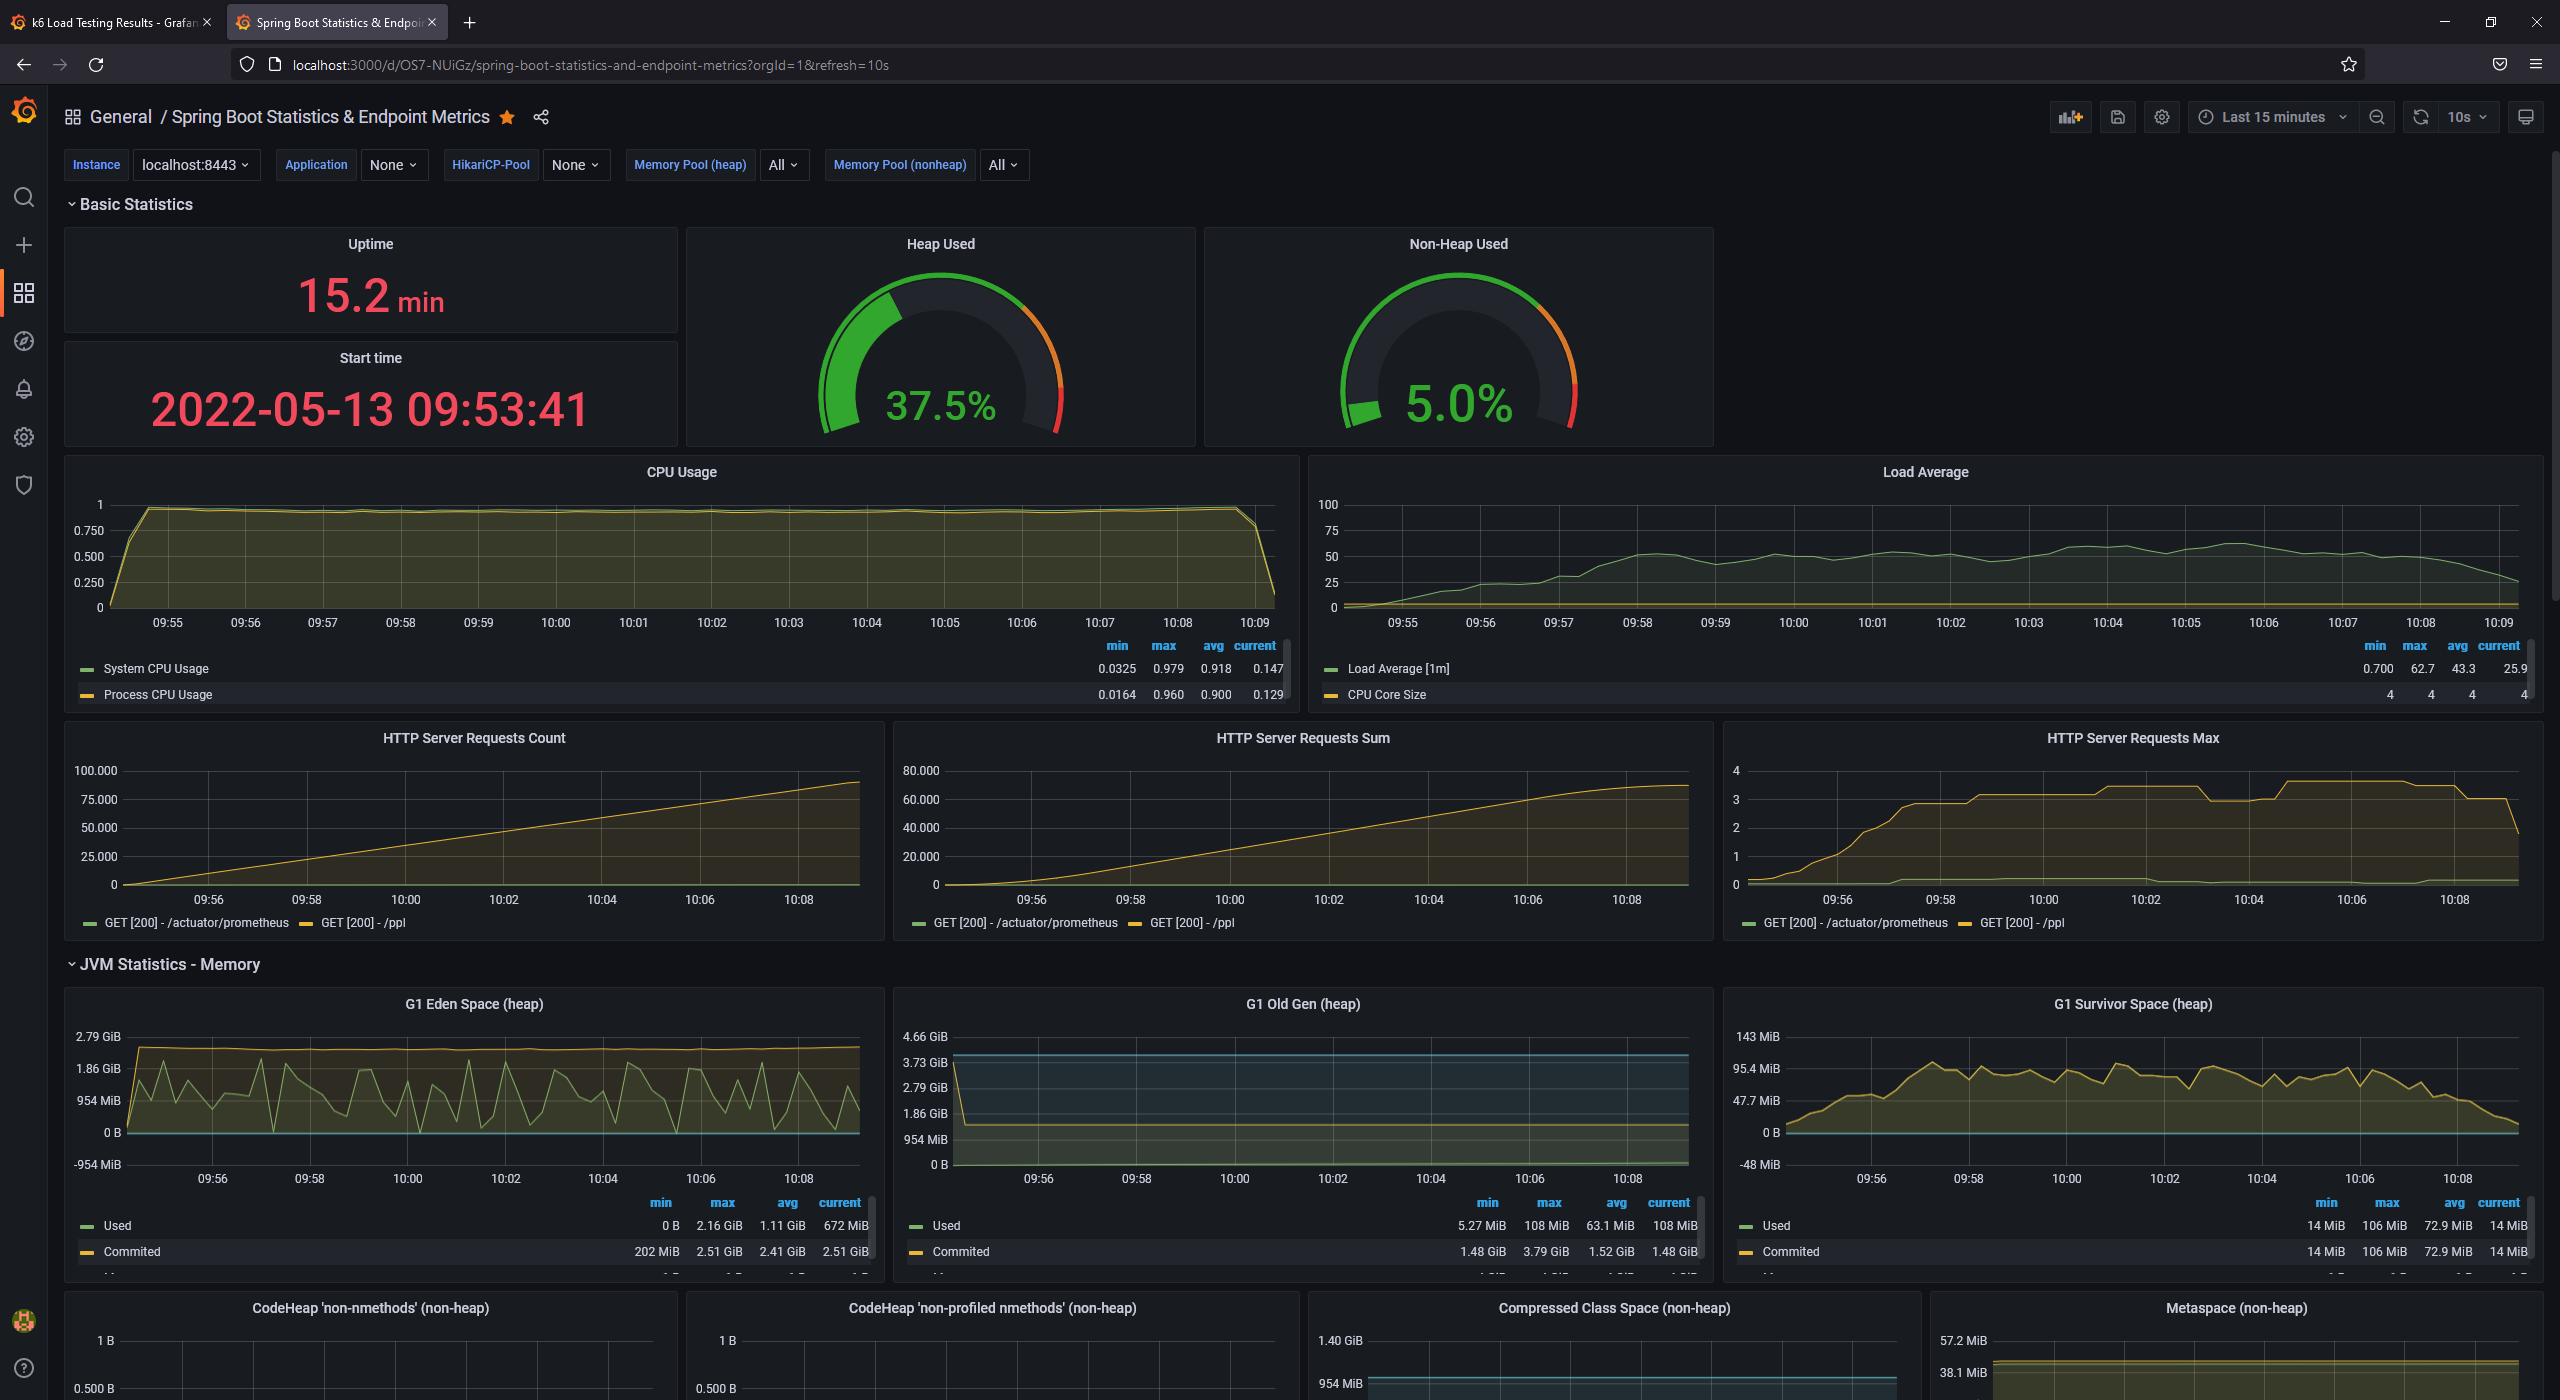 k6 Load Testing Results - Grafan
Spring Boot Statistics & Endpoin
localhost:3000/d/OS7-NUiGz/spring-boot-statistics-and-endpoint-metrics?orgId=1&refresh=10s
General / Spring Boot Statistics & Endpoint Metrics
Last 15 minutes
10s
Instance localhost:8443 Application None HikariCP-Pool None Memory Pool (heap) All Memory Pool (nonheap) All
Basic Statistics
Uptime
15.2 min
Start time
2022-05-13 09:53:41
Heap Used
37.5%
Non-Heap Used
5.0%
CPU Usage
1
0.750
0.500
0.250
0
09:55 09:56 09:57 09:58 09:59 10:00 10:01 10:02 10:03 10:04 10:05 10:06 10:07 10:08 10:09
min max avg current
System CPU Usage 0.0325 0.979 0.918 0.147
Process CPU Usage 0.0164 0.960 0.900 0.129
Load Average
100
75
50
25
0
09:55 09:56 09:57 09:58 09:59 10:00 10:01 10:02 10:03 10:04 10:05 10:06 10:07 10:08 10:09
min max avg current
Load Average [1m] 0.700 62.7 43.3 25.9
CPU Core Size 4 4 4 4
HTTP Server Requests Count
100.000
75.000
50.000
25.000
0
09:56 09:58 10:00 10:02 10:04 10:06 10:08
GET [200] - /actuator/prometheus GET [200] - /ppl
HTTP Server Requests Sum
80.000
60.000
40.000
20.000
0
09:56 09:58 10:00 10:02 10:04 10:06 10:08
GET [200] - /actuator/prometheus GET [200] - /ppl
HTTP Server Requests Max
4
3
2
1
0
09:56 09:58 10:00 10:02 10:04 10:06 10:08
GET [200] - /actuator/prometheus GET [200] - /ppl
JVM Statistics - Memory
G1 Eden Space (heap)
2.79 GiB
1.86 GiB
954 MiB
0 B
-954 MiB
09:56 09:58 10:00 10:02 10:04 10:06 10:08
min max avg current
Used 0 B 2.16 GiB 1.11 GiB 672 MiB
Commited 202 MiB 2.51 GiB 2.41 GiB 2.51 GiB
G1 Old Gen (heap)
4.66 GiB
3.73 GiB
2.79 GiB
1.86 GiB
954 MiB
0 B
09:56 09:58 10:00 10:02 10:04 10:06 10:08
min max avg current
Used 5.27 MiB 108 MiB 63.1 MiB 108 MiB
Commited 1.48 GiB 3.79 GiB 1.52 GiB 1.48 GiB
G1 Survivor Space (heap)
143 MiB
95.4 MiB
47.7 MiB
0 B
-48 MiB
09:56 09:58 10:00 10:02 10:04 10:06 10:08
min max avg current
Used 14 MiB 106 MiB 72.9 MiB 14 MiB
Commited 14 MiB 106 MiB 72.9 MiB 14 MiB
CodeHeap 'non-nmethods' (non-heap)
1 B
0.500 B
CodeHeap 'non-profiled nmethods' (non-heap)
1 B
0.500 B
Compressed Class Space (non-heap)
1.40 GiB
954 MiB
Metaspace (non-heap)
57.2 MiB
38.1 MiB